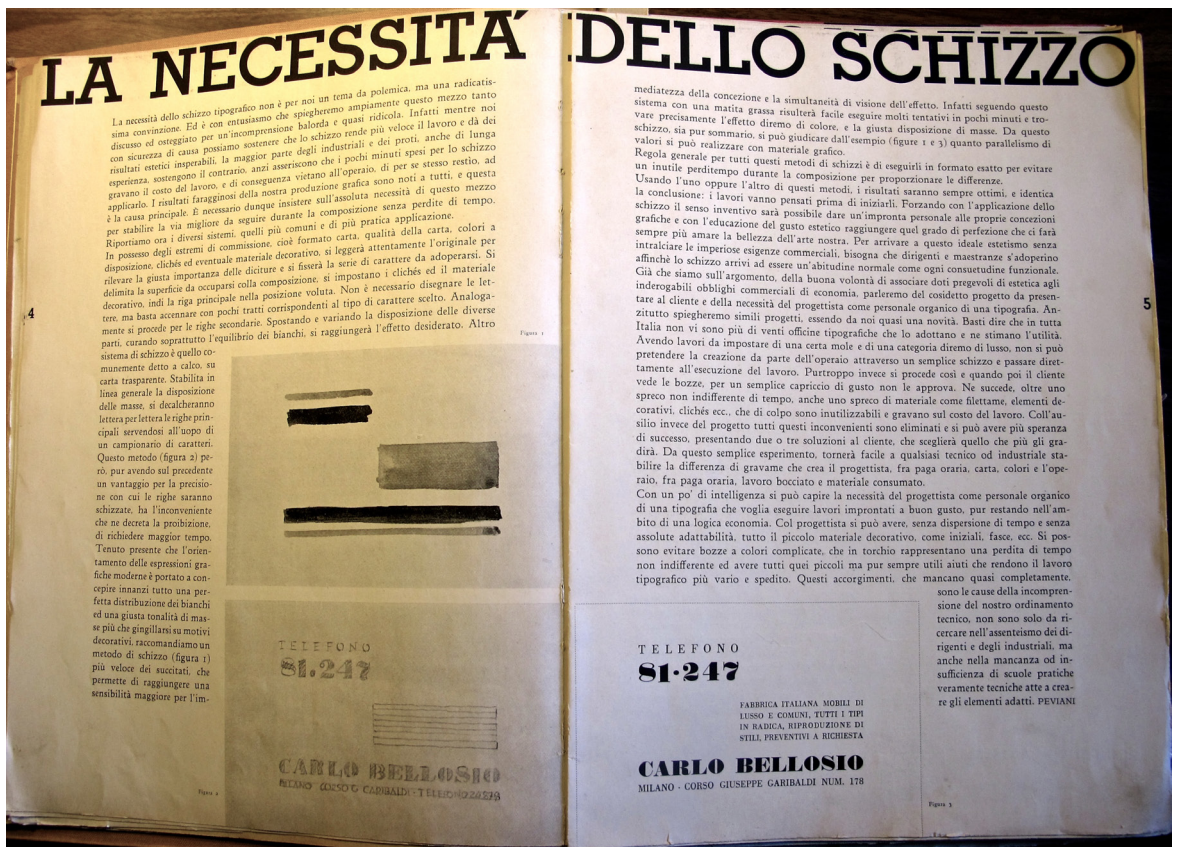 LA NECESSITÀ DELLO SCHIZZO
La necessità dello schizzo tipografico non è per noi un tema da polemica, ma una radicatis-
sima convinzione. Ed è con entusiasmo che spiegheremo ampiamente questo mezzo tanto
discusso ed osteggiato per un'incomprensione balorda e quasi ridicola. Infatti mentre noi
con sicurezza di causa possiamo sostenere che lo schizzo rende più veloce il lavoro e dà dei
risultati estetici insperabili, la maggior parte degli industriali e dei proti, anche di lunga
esperienza, sostengono il contrario, anzi asseriscono che i pochi minuti spesi per lo schizzo
gravano il costo del lavoro, e di conseguenza vietano all'operaio, di per se stesso restìo, ad
applicarlo. I risultati faragginosi della nostra produzione grafica sono noti a tutti, e questa
è la causa principale. È necessario dunque insistere sull'assoluta necessità di questo mezzo
per stabilire la via migliore da seguire durante la composizione senza perdite di tempo.
Riportiamo ora i diversi sistemi, quelli più comuni e di più pratica applicazione.
In possesso degli estremi di commissione, cioè formato carta, qualità della carta, colori a
disposizione, clichés ed eventuale materiale decorativo, si leggerà attentamente l'originale per
rilevare la giusta importanza delle diciture e si fisserà la serie di carattere da adoperarsi. Si
delimita la superficie da occuparsi colla composizione, si impostano i clichés ed il materiale
decorativo, indi la riga principale nella posizione voluta. Non è necessario disegnare le let-
tere, ma basta accennare con pochi tratti corrispondenti al tipo di carattere scelto. Analoga-
mente si procede per le righe secondarie. Spostando e variando la disposizione delle diverse
parti, curando soprattutto l'equilibrio dei bianchi, si raggiungerà l'effetto desiderato. Altro
sistema di schizzo è quello co-
munemente detto a calco, su
carta trasparente. Stabilita in
linea generale la disposizione
delle masse, si decalcheranno
lettera per lettera le righe prin-
cipali servendosi all'uopo di
un campionario di caratteri.
Questo metodo (figura 2) pe-
rò, pur avendo sul precedente
un vantaggio per la precisio-
ne con cui le righe saranno
schizzate, ha l'inconveniente
che ne decreta la proibizione,
di richiedere maggior tempo.
Tenuto presente che l'orien-
tamento delle espressioni gra-
fiche moderne è portato a con-
cepire innanzi tutto una per-
fetta distribuzione dei bianchi
ed una giusta tonalità di mas-
se più che gingillarsi su motivi
decorativi, raccomandiamo un
metodo di schizzo (figura 1)
più veloce dei succitati, che
permette di raggiungere una
sensibilità maggiore per l'im-
4
Figura 1
TELEFONO
81.247
CARLO BELLOSIO
MILANO · CORSO G GARIBALDI - TELEFONO
Figura 2
mediatezza della concezione e la simultaneità di visione dell'effetto. Infatti seguendo questo
sistema con una matita grassa risulterà facile eseguire molti tentativi in pochi minuti e tro-
vare precisamente l'effetto diremo di colore, e la giusta disposizione di masse. Da questo
schizzo, sia pur sommario, si può giudicare dall'esempio (figure 1 e 3) quanto parallelismo di
valori si può realizzare con materiale grafico.
Regola generale per tutti questi metodi di schizzi è di eseguirli in formato esatto per evitare
un inutile perditempo durante la composizione per proporzionare le differenze.
Usando l'uno oppure l'altro di questi metodi, i risultati saranno sempre ottimi, e identica
la conclusione: i lavori vanno pensati prima di iniziarli. Forzando con l'applicazione dello
schizzo il senso inventivo sarà possibile dare un'impronta personale alle proprie concezioni
grafiche e con l'educazione del gusto estetico raggiungere quel grado di perfezione che ci farà
sempre più amare la bellezza dell'arte nostra. Per arrivare a questo ideale estetismo senza
intralciare le imperiose esigenze commerciali, bisogna che dirigenti e maestranze s'adoperino
affinchè lo schizzo arrivi ad essere un'abitudine normale come ogni consuetudine funzionale.
Già che siamo sull'argomento, della buona volontà di associare doti pregevoli di estetica agli
inderogabili obblighi commerciali di economia, parleremo del cosidetto progetto da presen-
tare al cliente e della necessità del progettista come personale organico di una tipografia. An-
zitutto spiegheremo simili progetti, essendo da noi quasi una novità. Basti dire che in tutta
Italia non vi sono più di venti officine tipografiche che lo adottano e ne stimano l'utilità.
Avendo lavori da impostare di una certa mole e di una categoria diremo di lusso, non si può
pretendere la creazione da parte dell'operaio attraverso un semplice schizzo e passare diret-
tamente all'esecuzione del lavoro. Purtroppo invece si procede così e quando poi il cliente
vede le bozze, per un semplice capriccio di gusto non le approva. Ne succede, oltre uno
spreco non indifferente di tempo, anche uno spreco di materiale come filettame, elementi de-
corativi, clichés ecc., che di colpo sono inutilizzabili e gravano sul costo del lavoro. Coll'au-
silio invece del progetto tutti questi inconvenienti sono eliminati e si può avere più speranza
di successo, presentando due o tre soluzioni al cliente, che sceglierà quello che più gli gra-
dirà. Da questo semplice esperimento, tornerà facile a qualsiasi tecnico od industriale sta-
bilire la differenza di gravame che crea il progettista, fra paga oraria, carta, colori e l'ope-
raio, fra paga oraria, lavoro bocciato e materiale consumato.
Con un po' di intelligenza si può capire la necessità del progettista come personale organico
di una tipografia che voglia eseguire lavori improntati a buon gusto, pur restando nell'am-
bito di una logica economia. Col progettista si può avere, senza dispersione di tempo e senza
assolute adattabilità, tutto il piccolo materiale decorativo, come iniziali, fasce, ecc. Si pos-
sono evitare bozze a colori complicate, che in torchio rappresentano una perdita di tempo
non indifferente ed avere tutti quei piccoli ma pur sempre utili aiuti che rendono il lavoro
tipografico più vario e spedito. Questi accorgimenti, che mancano quasi completamente,
sono le cause della incompren-
sione del nostro ordinamento
tecnico, non sono solo da ri-
cercare nell'assenteismo dei di-
rigenti e degli industriali, ma
anche nella mancanza od in-
sufficienza di scuole pratiche
veramente tecniche atte a crea-
re gli elementi adatti. PEVIANI
5
TELEFONO
81·247
FABBRICA ITALIANA MOBILI DI
LUSSO E COMUNI, TUTTI I TIPI
IN RADICA, RIPRODUZIONE DI
STILI, PREVENTIVI A RICHIESTA
CARLO BELLOSIO
MILANO · CORSO GIUSEPPE GARIBALDI NUM. 178
Figura 3